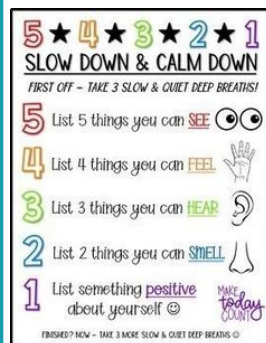 5 ★ 4 ★ 3 ★ 2 ★ 1
SLOW DOWN & CALM DOWN
FIRST OFF - TAKE 3 SLOW & QUIET DEEP BREATHS!
5 List 5 things you can SEE
4 List 4 things you can FEEL
3 List 3 things you can HEAR
2 List 2 things you can SMELL
1 List something positive
about yourself ☺
MAKE
today
COUNT
FINISHED? NOW - TAKE 3 MORE SLOW & QUIET DEEP BREATHS ☺